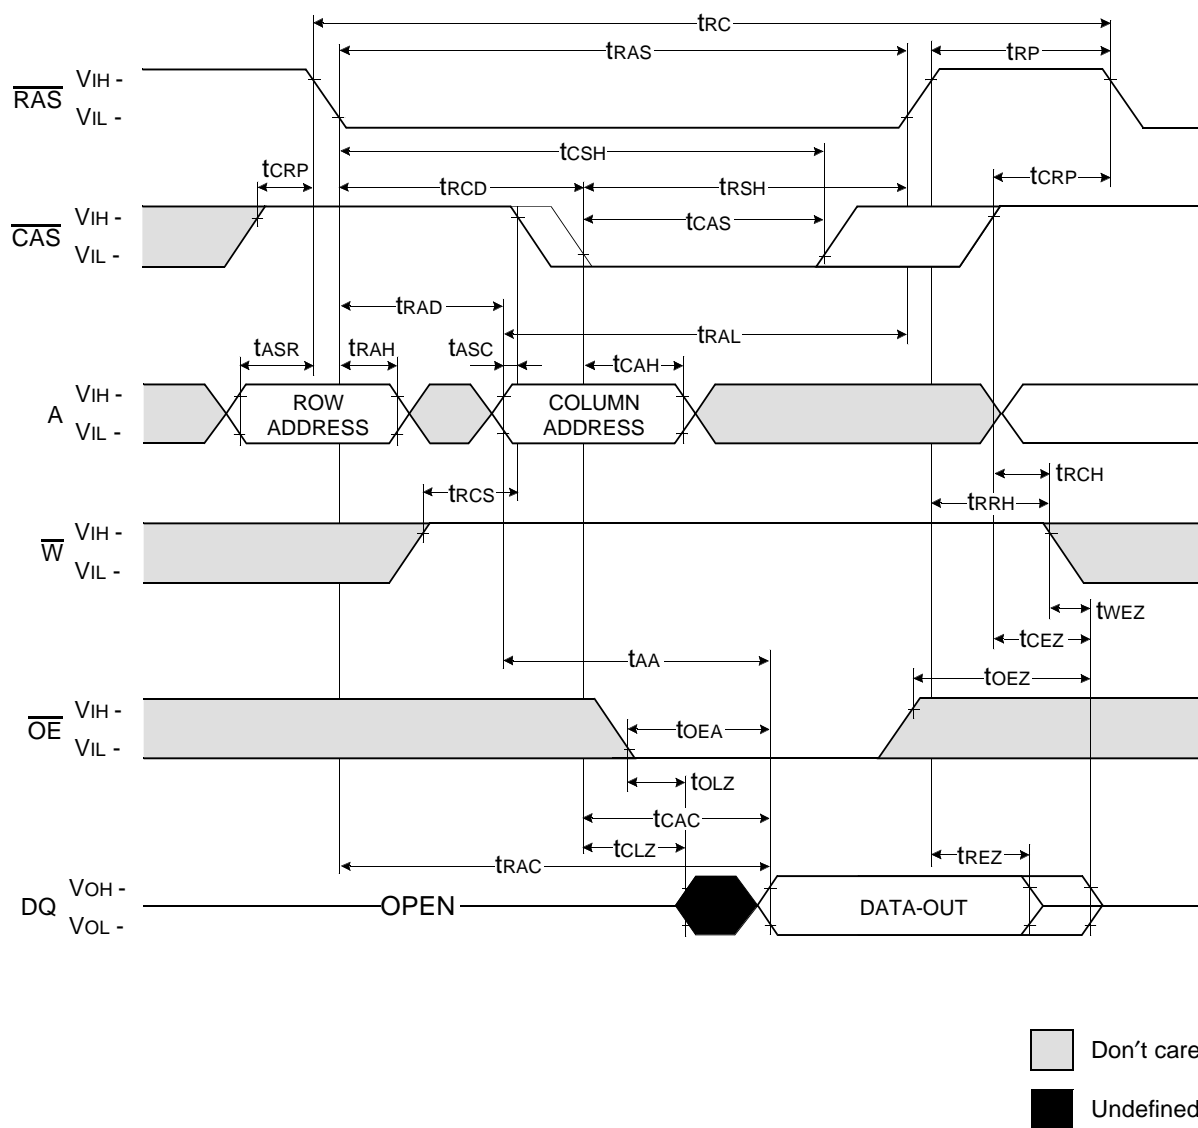 tRC
tRAS
tRP
RAS
VIH -
VIL -
tCSH
tCRP
tRCD
tRSH
tCRP
CAS
VIH -
VIL -
tCAS
tRAD
tRAL
tASR
tRAH
tASC
tCAH
A
VIH -
VIL -
ROW
ADDRESS
COLUMN
ADDRESS
tRCH
tRCS
tRRH
W
VIH -
VIL -
tWEZ
tCEZ
tAA
tOEZ
OE
VIH -
VIL -
tOEA
tOLZ
tCAC
tCLZ
tREZ
tRAC
DQ
VOH -
VOL -
OPEN
DATA-OUT
Don′t care
Undefined